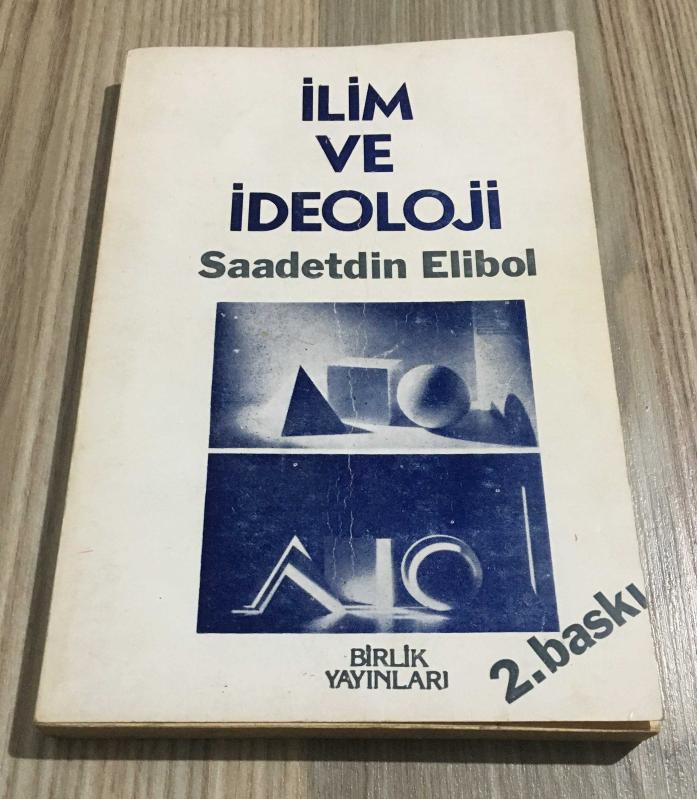 İLİM
VE
İDEOLOJİ
Saadetdin Elibol
BİRLİK
YAYINLARI
2.baskı